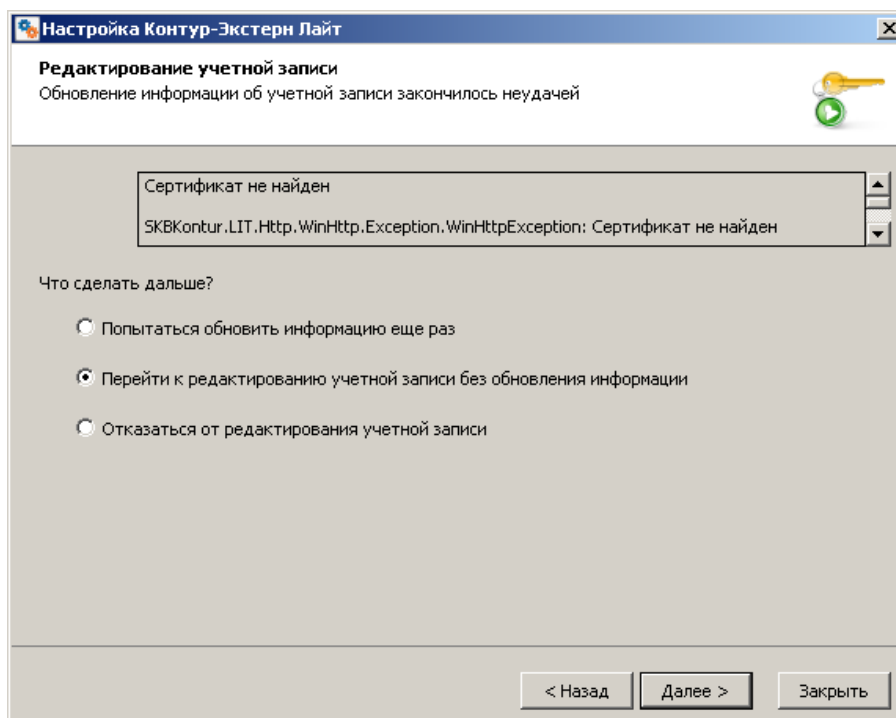 Настройка Контур-Экстерн Лайт
Редактирование учетной записи
Обновление информации об учетной записи закончилось неудачей
Сертификат не найден
SKBKontur.LIT.Http.WinHttp.Exception.WinHttpException: Сертификат не найден
Что сделать дальше?
Попытаться обновить информацию еще раз
Перейти к редактированию учетной записи без обновления информации
Отказаться от редактирования учетной записи
< Назад
Далее >
Закрыть